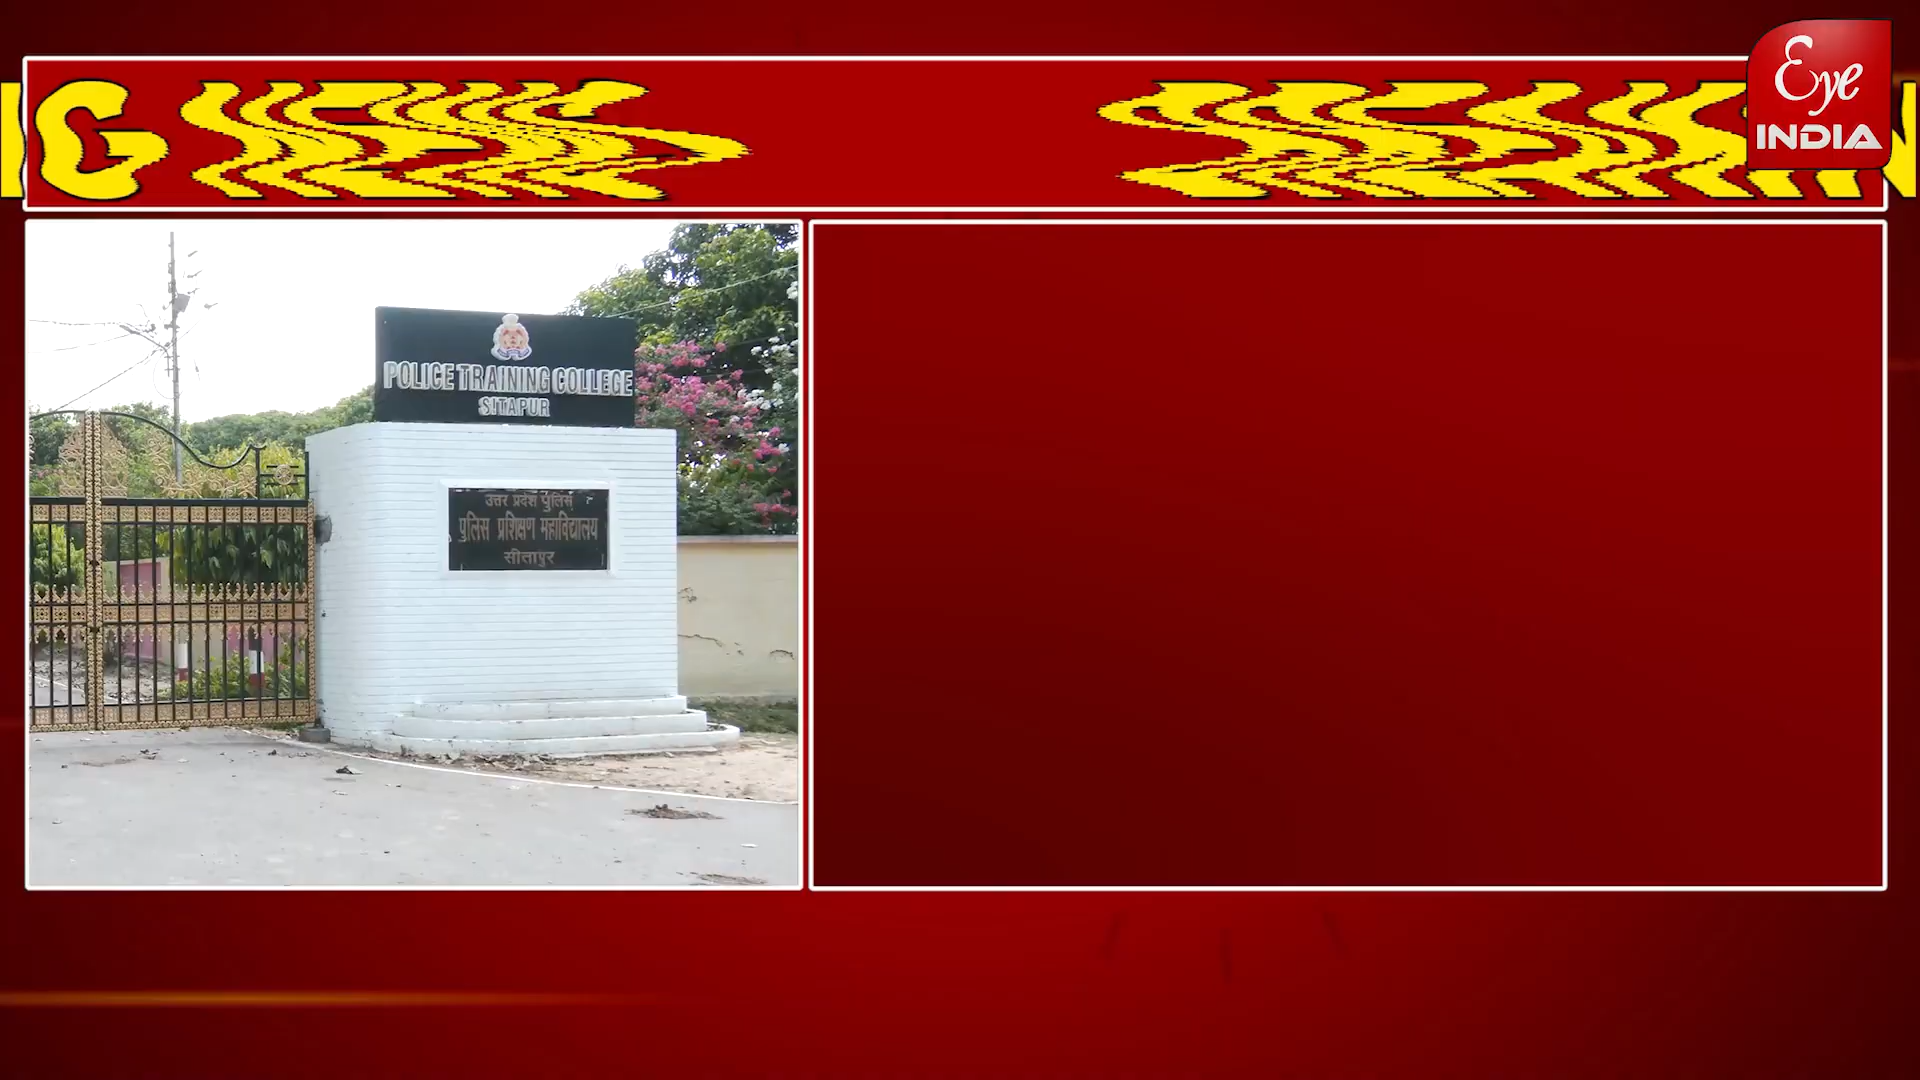 Eye
INDIA
POLICE TRAINING COLLEGE
SITAPUR
उत्तर प्रदेश पुलिस
पुलिस प्रशिक्षण महाविद्यालय
सीतापुर